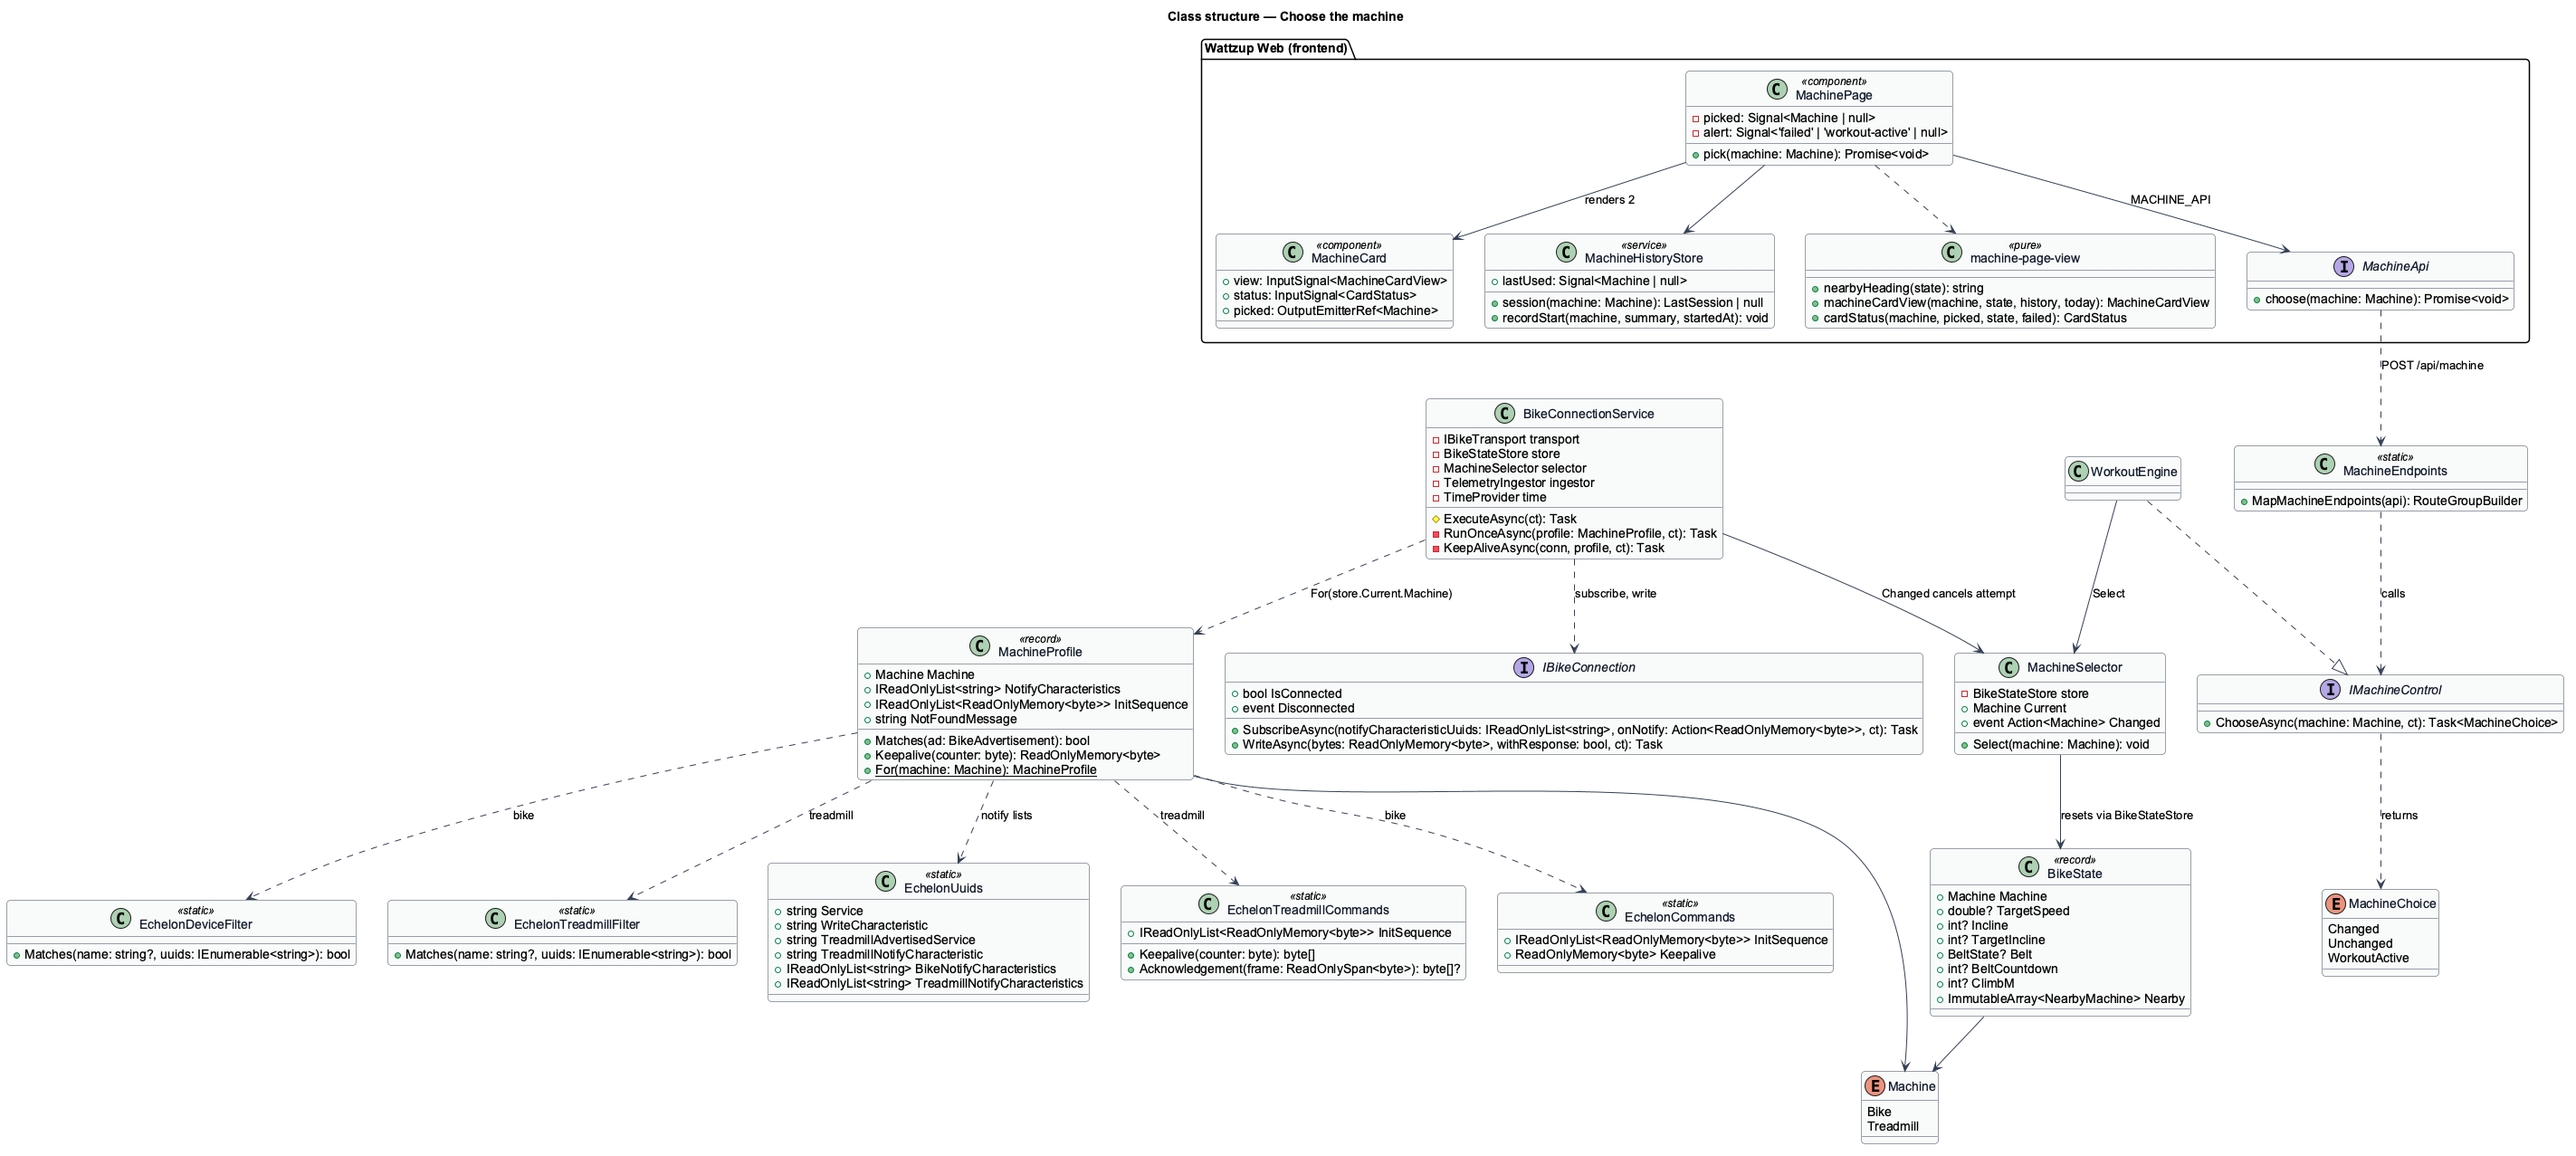 Class structure — Choose the machine
Wattzup Web (frontend)
«component»
C MachinePage
picked: Signal<Machine | null>
alert: Signal<'failed' | 'workout-active' | null>
pick(machine: Machine): Promise<void>
renders 2
MACHINE_API
«component»
C MachineCard
view: InputSignal<MachineCardView>
status: InputSignal<CardStatus>
picked: OutputEmitterRef<Machine>
«service»
C MachineHistoryStore
lastUsed: Signal<Machine | null>
session(machine: Machine): LastSession | null
recordStart(machine, summary, startedAt): void
«pure»
C machine-page-view
nearbyHeading(state): string
machineCardView(machine, state, history, today): MachineCardView
cardStatus(machine, picked, state, failed): CardStatus
I MachineApi
choose(machine: Machine): Promise<void>
POST /api/machine
C BikeConnectionService
IBikeTransport transport
BikeStateStore store
MachineSelector selector
TelemetryIngestor ingestor
TimeProvider time
ExecuteAsync(ct): Task
RunOnceAsync(profile: MachineProfile, ct): Task
KeepAliveAsync(conn, profile, ct): Task
C WorkoutEngine
«static»
C MachineEndpoints
MapMachineEndpoints(api): RouteGroupBuilder
For(store.Current.Machine)
subscribe, write
Changed cancels attempt
Select
calls
«record»
C MachineProfile
Machine Machine
IReadOnlyList<string> NotifyCharacteristics
IReadOnlyList<ReadOnlyMemory<byte>> InitSequence
string NotFoundMessage
Matches(ad: BikeAdvertisement): bool
Keepalive(counter: byte): ReadOnlyMemory<byte>
For(machine: Machine): MachineProfile
I IBikeConnection
bool IsConnected
event Disconnected
SubscribeAsync(notifyCharacteristicUuids: IReadOnlyList<string>, onNotify: Action<ReadOnlyMemory<byte>>, ct): Task
WriteAsync(bytes: ReadOnlyMemory<byte>, withResponse: bool, ct): Task
C MachineSelector
BikeStateStore store
Machine Current
event Action<Machine> Changed
Select(machine: Machine): void
I IMachineControl
ChooseAsync(machine: Machine, ct): Task<MachineChoice>
bike
treadmill
notify lists
treadmill
bike
resets via BikeStateStore
returns
«static»
C EchelonDeviceFilter
Matches(name: string?, uuids: IEnumerable<string>): bool
«static»
C EchelonTreadmillFilter
Matches(name: string?, uuids: IEnumerable<string>): bool
«static»
C EchelonUuids
string Service
string WriteCharacteristic
string TreadmillAdvertisedService
string TreadmillNotifyCharacteristic
IReadOnlyList<string> BikeNotifyCharacteristics
IReadOnlyList<string> TreadmillNotifyCharacteristics
«static»
C EchelonTreadmillCommands
IReadOnlyList<ReadOnlyMemory<byte>> InitSequence
Keepalive(counter: byte): byte[]
Acknowledgement(frame: ReadOnlySpan<byte>): byte[]?
«static»
C EchelonCommands
IReadOnlyList<ReadOnlyMemory<byte>> InitSequence
ReadOnlyMemory<byte> Keepalive
«record»
C BikeState
Machine Machine
double? TargetSpeed
int? Incline
int? TargetIncline
BeltState? Belt
int? BeltCountdown
int? ClimbM
ImmutableArray<NearbyMachine> Nearby
E MachineChoice
Changed
Unchanged
WorkoutActive
E Machine
Bike
Treadmill